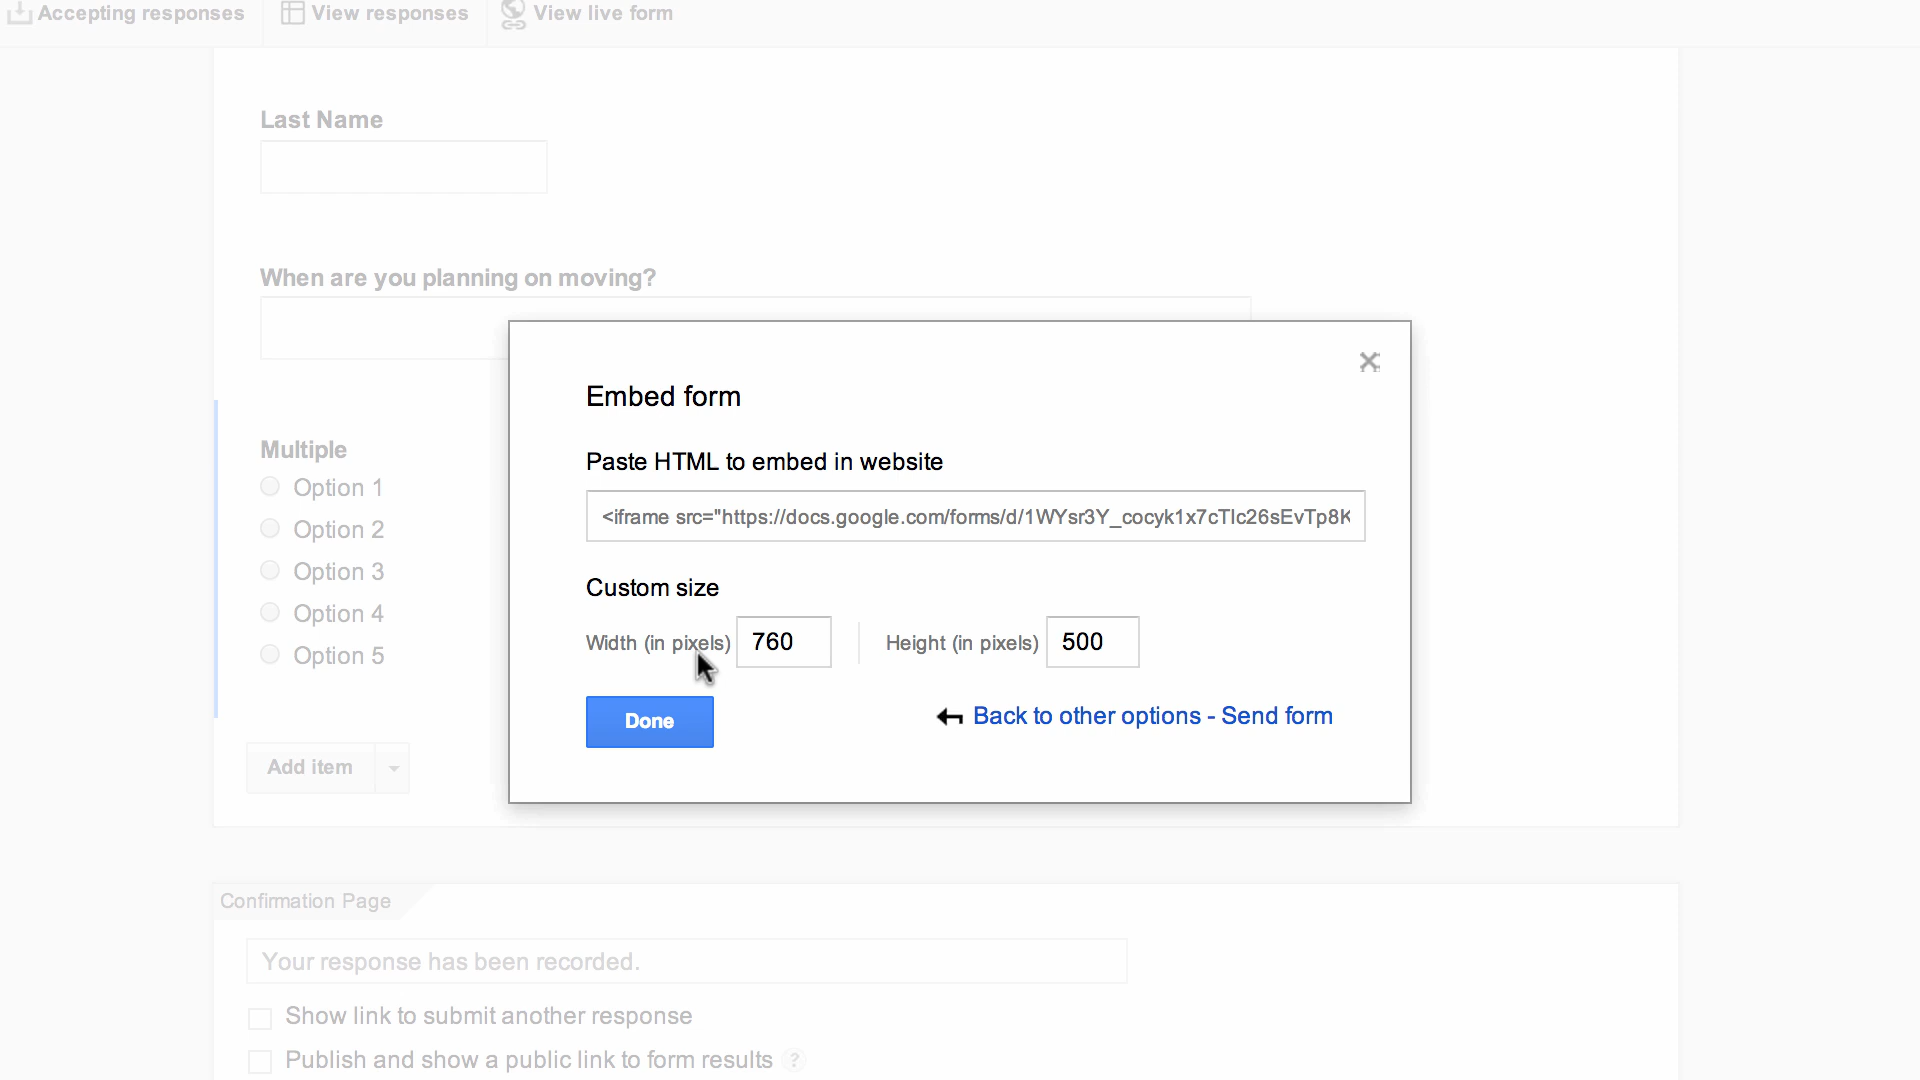 Accepting responses
View responses
View live form
Last Name
When are you planning on moving?
Multiple
Option 1
Option 2
Option 3
Option 4
Option 5
Add item
Embed form
Paste HTML to embed in website
<iframe src="https://docs.google.com/forms/d/1WYsr3Y_cocyk1x7cTlc26sEvTp8K
Custom size
Width (in pixels) 760
Height (in pixels) 500
Done
Back to other options - Send form
Confirmation Page
Your response has been recorded.
Show link to submit another response
Publish and show a public link to form results ?